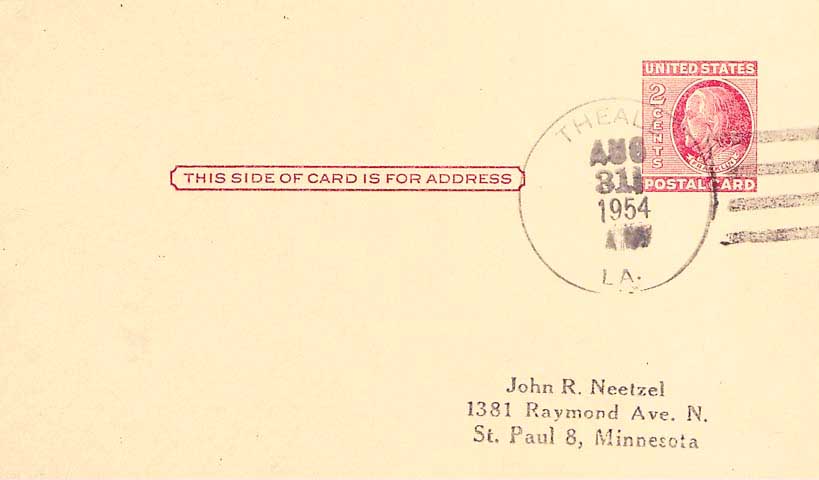 UNITED STATES
2 CENTS
FRANKLIN
POSTAL CARD
THIS SIDE OF CARD IS FOR ADDRESS
AUG
31
1954
LA.
John R. Neetzel
1381 Raymond Ave. N.
St. Paul 8, Minnesota